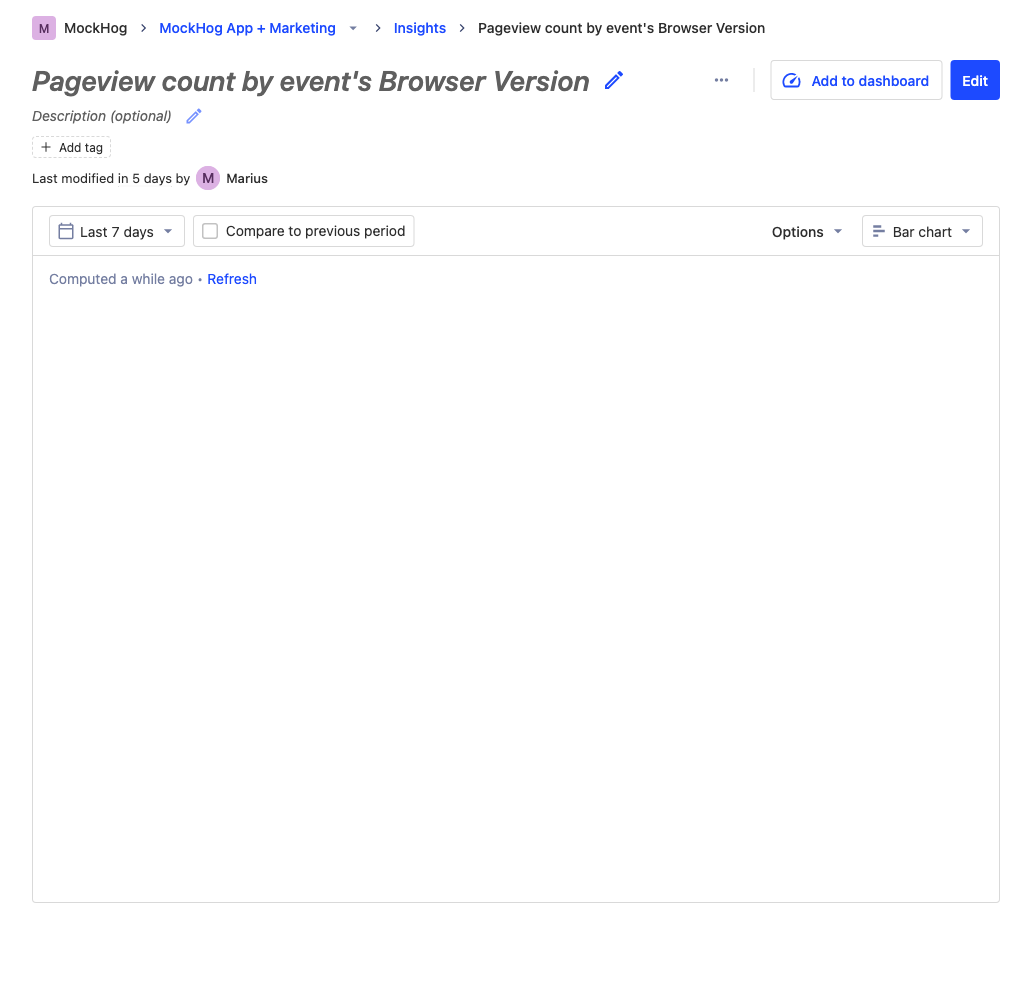 M MockHog > MockHog App + Marketing > Insights > Pageview count by event's Browser Version
Pageview count by event's Browser Version
Add to dashboard
Edit
Description (optional)
+ Add tag
Last modified in 5 days by M Marius
Last 7 days
Compare to previous period
Options
Bar chart
Computed a while ago • Refresh